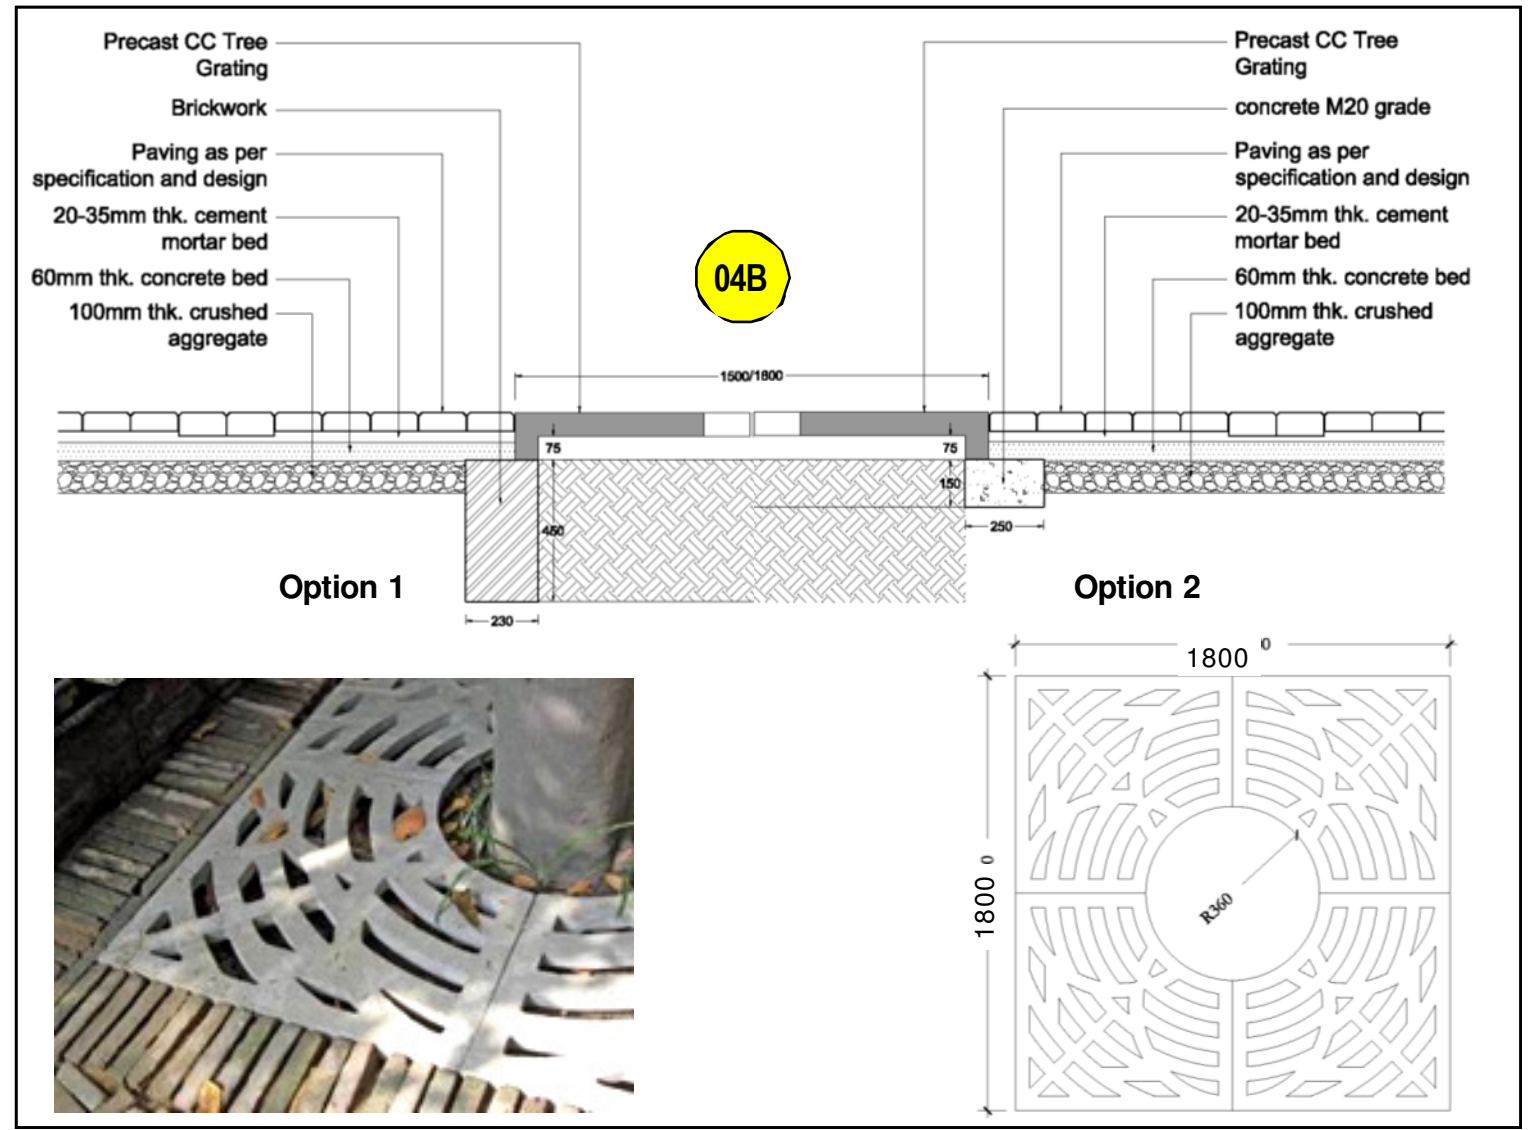 Precast CC Tree
Grating
Brickwork
Paving as per
specification and design
20-35mm thk. cement
mortar bed
60mm thk. concrete bed
100mm thk. crushed
aggregate
Precast CC Tree
Grating
concrete M20 grade
Paving as per
specification and design
20-35mm thk. cement
mortar bed
60mm thk. concrete bed
100mm thk. crushed
aggregate
04B
1500/1800
75
75
150
450
250
230
Option 1
Option 2
1800
0
1800
0
R360